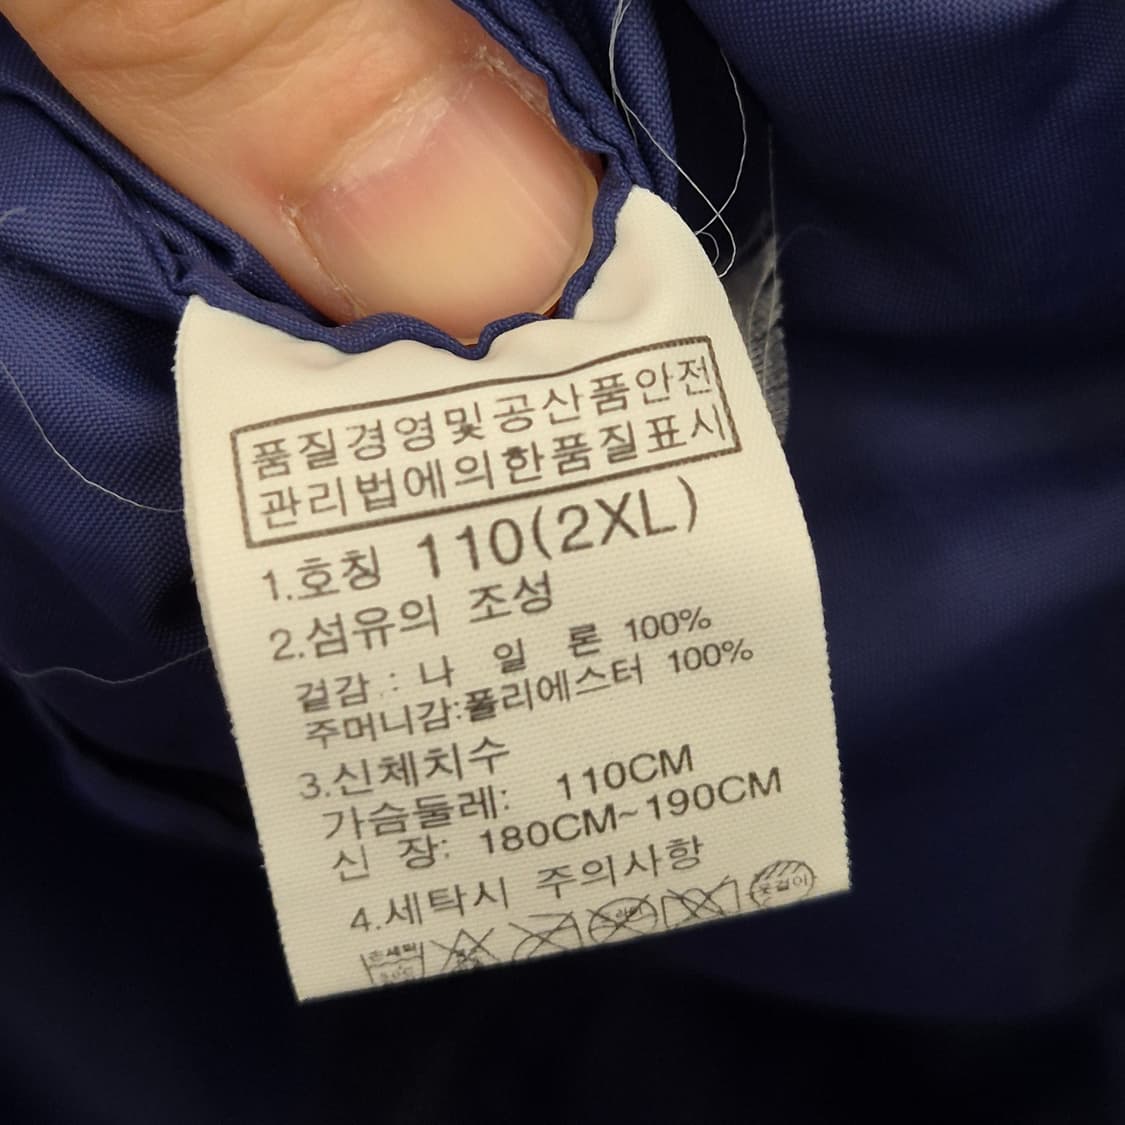 품질경영및공산품안전
관리법에의한품질표시
1.호칭 110(2XL)
2.섬유의 조성
겉감 : 나 일 론 100%
주머니감:폴리에스터 100%
3.신체치수
가슴둘레: 110CM
신 장: 180CM~190CM
4.세탁시 주의사항
옷걸이